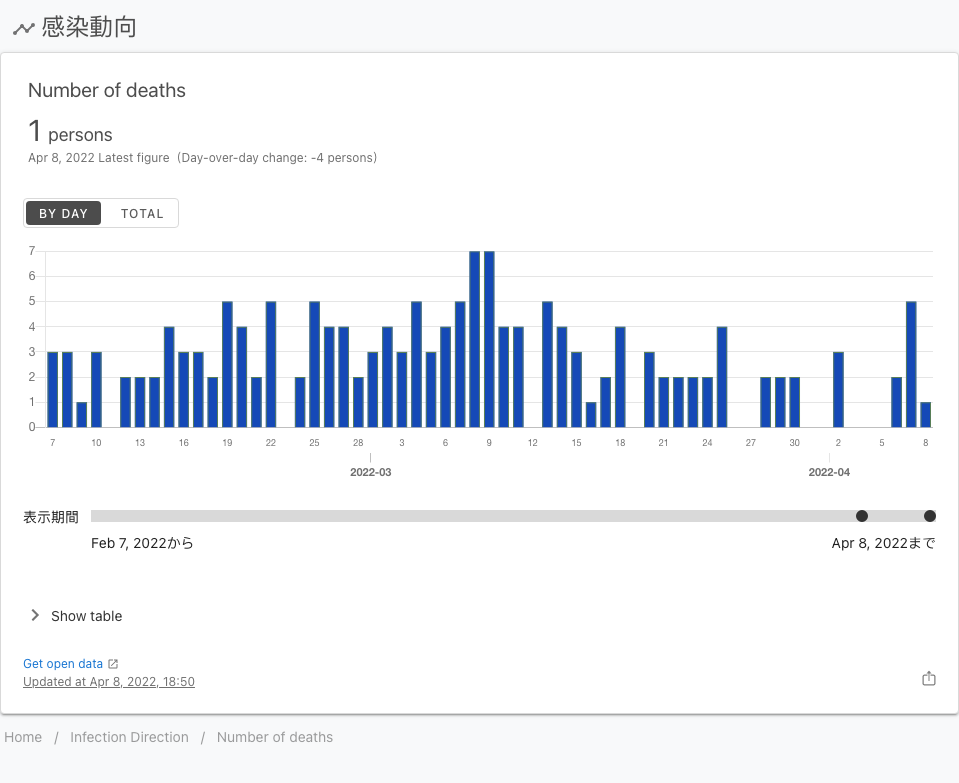 感染動向
Number of deaths
1 persons
Apr 8, 2022 Latest figure (Day-over-day change: -4 persons)
BY DAY TOTAL
7
6
5
4
3
2
1
0
7 10 13 16 19 22 25 28 3 6 9 12 15 18 21 24 27 30 2 5 8
2022-03 2022-04
表示期間
Feb 7, 2022から Apr 8, 2022まで
Show table
Get open data
Updated at Apr 8, 2022, 18:50
Home / Infection Direction / Number of deaths